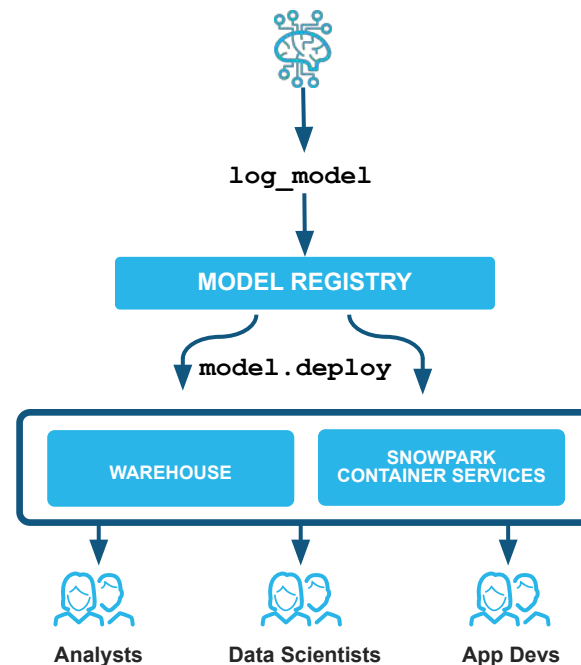 log_model
MODEL REGISTRY
model.deploy
WAREHOUSE
SNOWPARK
CONTAINER SERVICES
Analysts
Data Scientists
App Devs